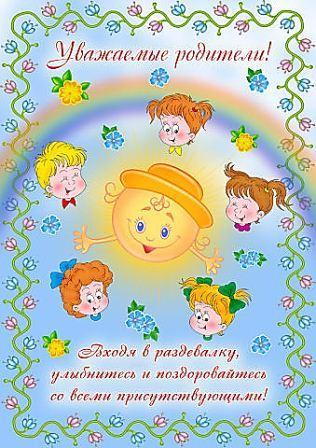 Уважаемые родители!
Входя в раздевалку,
улыбнитесь и поздоровайтесь
со всеми присутствующими!